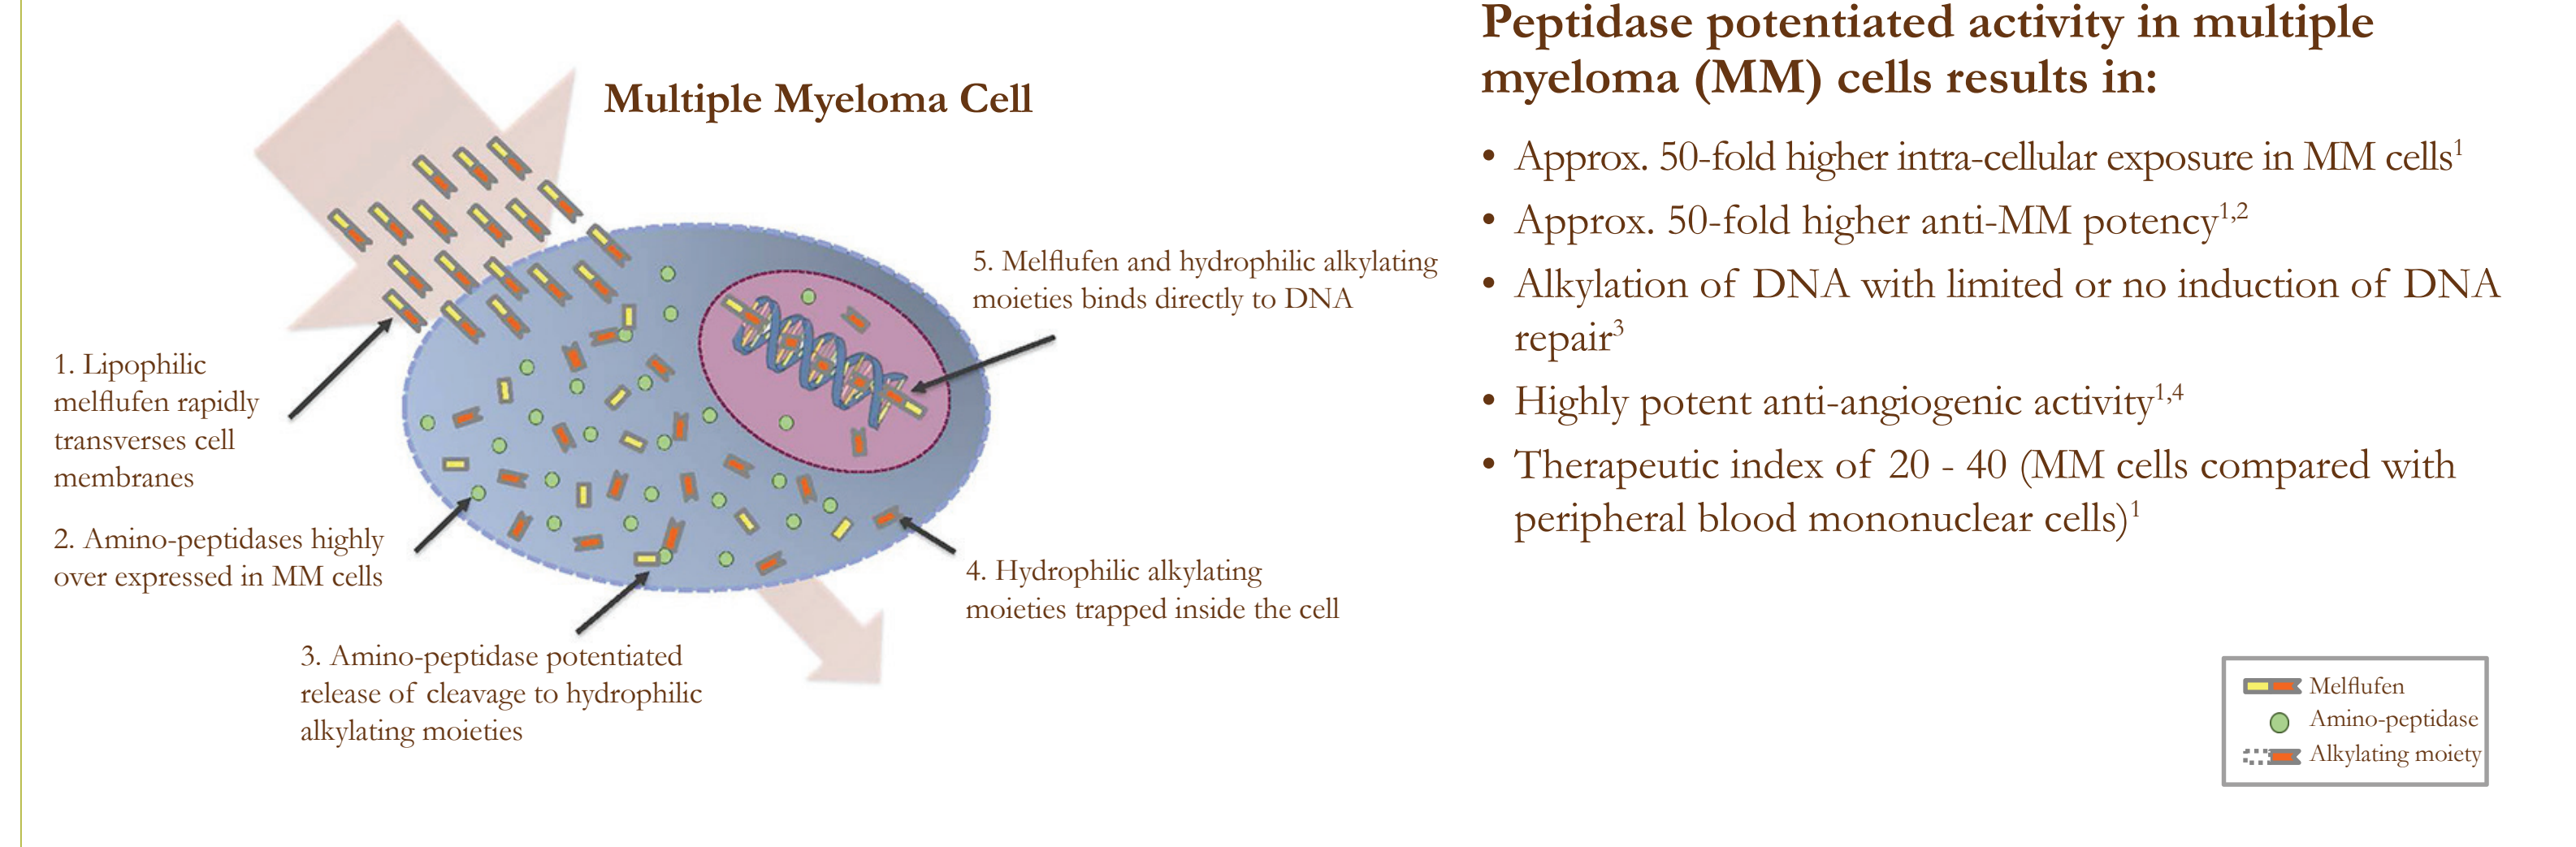 Multiple Myeloma Cell
1. Lipophilic
melflufen rapidly
transverses cell
membranes
2. Amino-peptidases highly
over expressed in MM cells
3. Amino-peptidase potentiated
release of cleavage to hydrophilic
alkylating moieties
4. Hydrophilic alkylating
moieties trapped inside the cell
5. Melflufen and hydrophilic alkylating
moieties binds directly to DNA
Peptidase potentiated activity in multiple
myeloma (MM) cells results in:
• Approx. 50-fold higher intra-cellular exposure in MM cells¹
• Approx. 50-fold higher anti-MM potency¹,²
• Alkylation of DNA with limited or no induction of DNA
repair³
• Highly potent anti-angiogenic activity¹,⁴
• Therapeutic index of 20 - 40 (MM cells compared with
peripheral blood mononuclear cells)¹
Melflufen
Amino-peptidase
Alkylating moiety